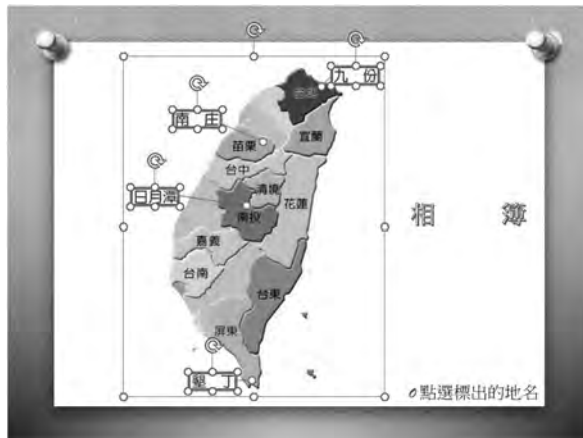 九 份
台北
南 庄
宜蘭
苗栗
台中
清境
日月潭
花蓮
南投
嘉義
台南
台東
屏東
墾 丁
相 簿
點選標出的地名